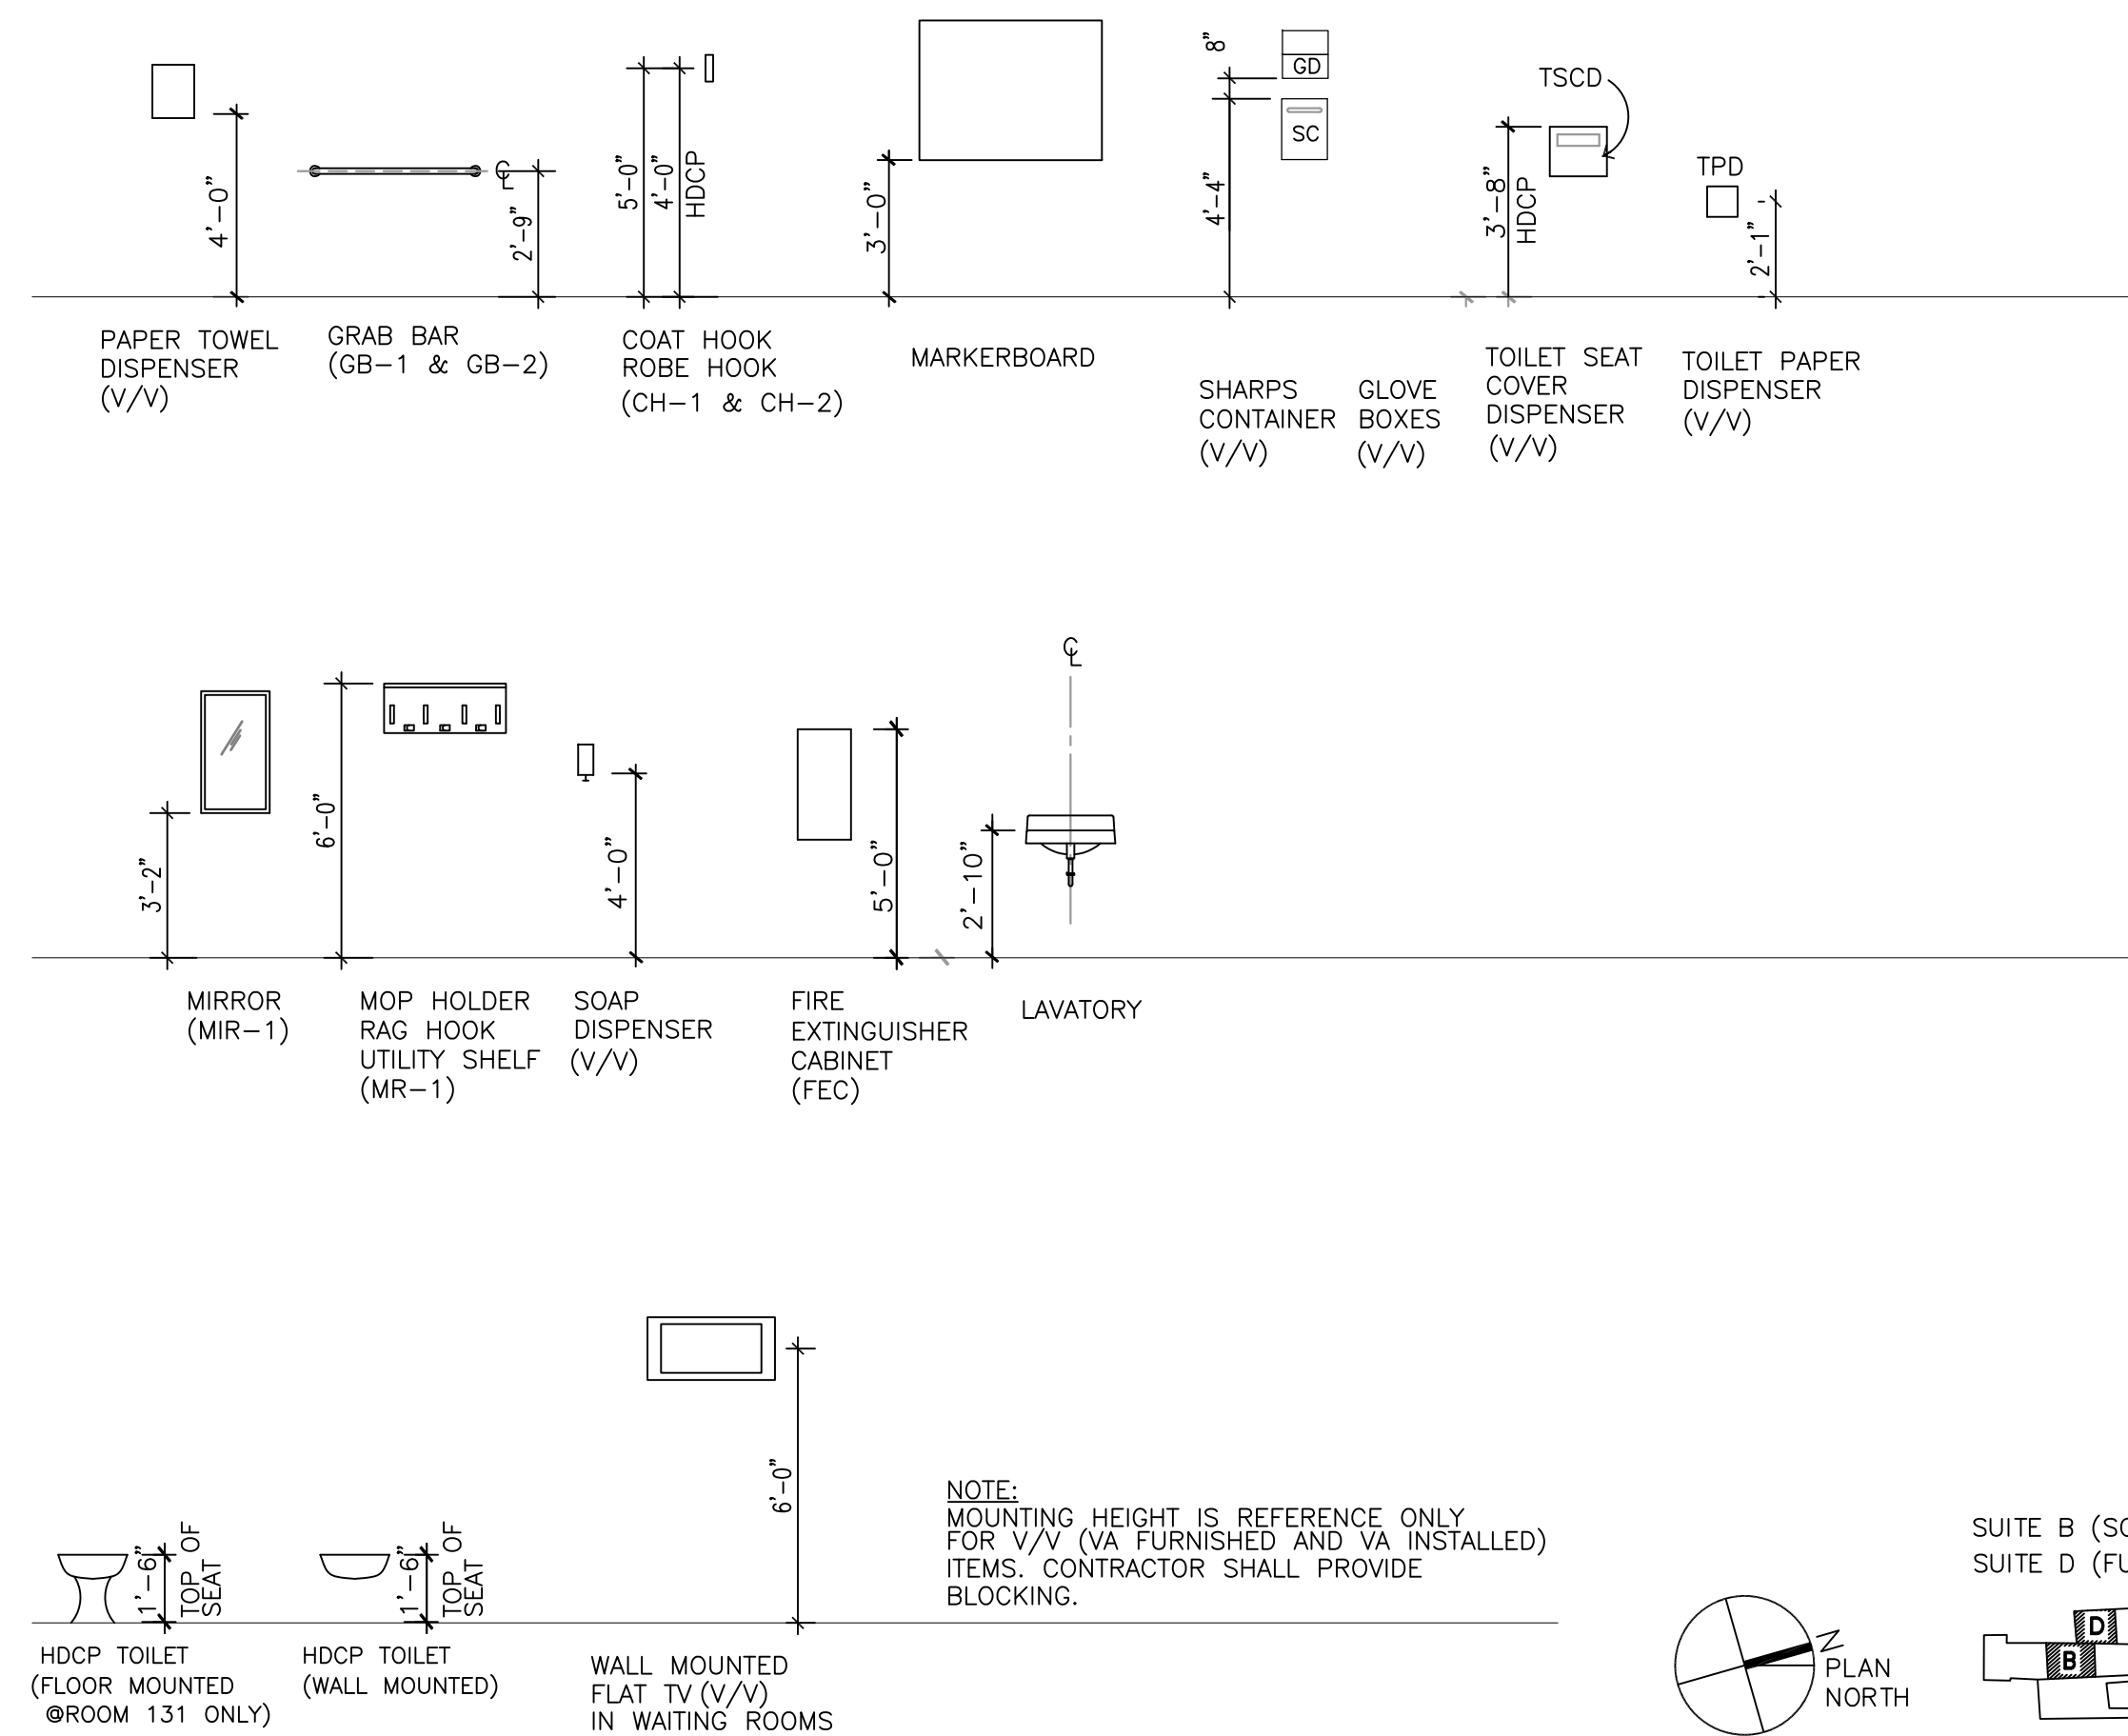 4'-0"
℄
2'-9"
5'-0"
4'-0"
HDCP
3'-0"
8"
GD
SC
4'-4"
TSCD
3'-8"
HDCP
TPD
2'-1"
PAPER TOWEL
DISPENSER
(V/V)
GRAB BAR
(GB-1 & GB-2)
COAT HOOK
ROBE HOOK
(CH-1 & CH-2)
MARKERBOARD
SHARPS
CONTAINER
(V/V)
GLOVE
BOXES
(V/V)
TOILET SEAT
COVER
DISPENSER
(V/V)
TOILET PAPER
DISPENSER
(V/V)
3'-2"
6'-0"
4'-0"
5'-0"
2'-10"
℄
MIRROR
(MIR-1)
MOP HOLDER
RAG HOOK
UTILITY SHELF
(MR-1)
SOAP
DISPENSER
(V/V)
FIRE
EXTINGUISHER
CABINET
(FEC)
LAVATORY
1'-6"
TOP OF
SEAT
1'-6"
TOP OF
SEAT
6'-0"
HDCP TOILET
(FLOOR MOUNTED
@ROOM 131 ONLY)
HDCP TOILET
(WALL MOUNTED)
WALL MOUNTED
FLAT TV (V/V)
IN WAITING ROOMS
NOTE:
MOUNTING HEIGHT IS REFERENCE ONLY
FOR V/V (VA FURNISHED AND VA INSTALLED)
ITEMS. CONTRACTOR SHALL PROVIDE
BLOCKING.
N
PLAN
NORTH
SUITE B
SUITE D
D
B